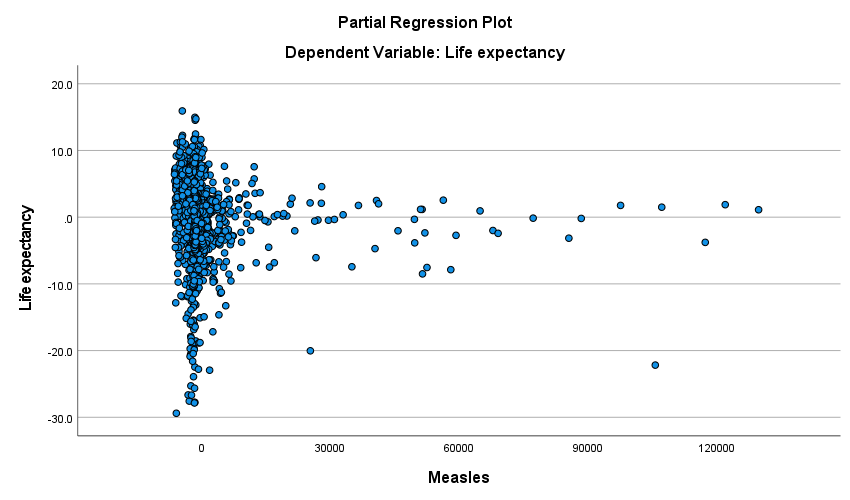 Partial Regression Plot
Dependent Variable: Life expectancy
20.0
10.0
.0
-10.0
-20.0
-30.0
Life expectancy
0
30000
60000
90000
120000
Measles